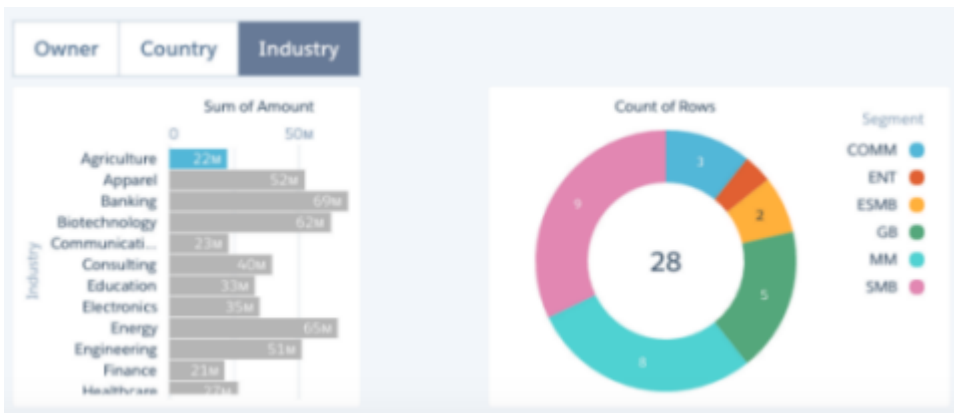 Owner Country Industry
Sum of Amount
0 50M
Industry
Agriculture 22M
Apparel 52M
Banking 69M
Biotechnology 62M
Communicati... 23M
Consulting 40M
Education 33M
Electronics 35M
Energy 65M
Engineering 51M
Finance 21M
Healthcare 27M
Count of Rows
3
2
5
8
9
28
Segment
COMM
ENT
ESMB
GB
MM
SMB